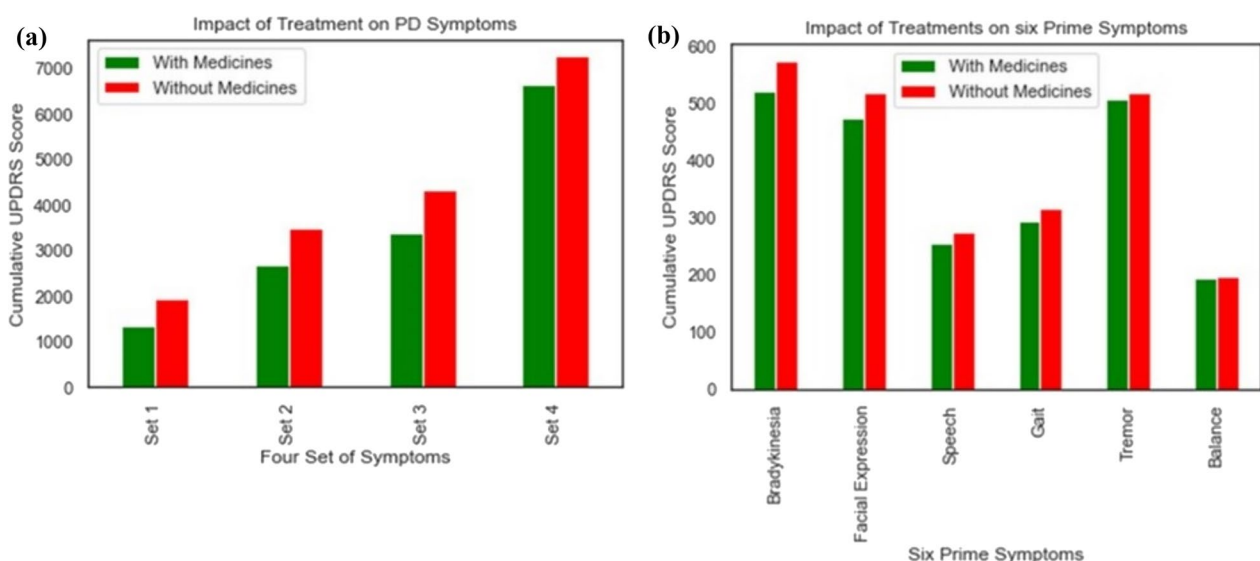 (a)
Impact of Treatment on PD Symptoms
With Medicines
Without Medicines
Cumulative UPDRS Score
7000
6000
5000
4000
3000
2000
1000
0
Set 1
Set 2
Set 3
Set 4
Four Set of Symptoms
(b)
Impact of Treatments on six Prime Symptoms
With Medicines
Without Medicines
Cumulative UPDRS Score
600
500
400
300
200
100
0
Bradykinesia
Facial Expression
Speech
Gait
Tremor
Balance
Six Prime Symptoms